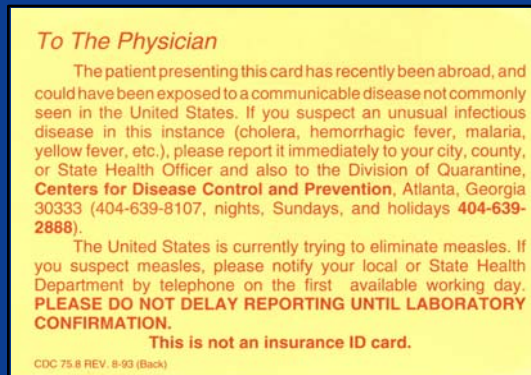 To The Physician
The patient presenting this card has recently been abroad, and
could have been exposed to a communicable disease not commonly
seen in the United States. If you suspect an unusual infectious
disease in this instance (cholera, hemorrhagic fever, malaria,
yellow fever, etc.), please report it immediately to your city, county,
or State Health Officer and also to the Division of Quarantine,
Centers for Disease Control and Prevention, Atlanta, Georgia
30333 (404-639-8107, nights, Sundays, and holidays 404-639-
2888).
The United States is currently trying to eliminate measles. If
you suspect measles, please notify your local or State Health
Department by telephone on the first available working day.
PLEASE DO NOT DELAY REPORTING UNTIL LABORATORY
CONFIRMATION.
This is not an insurance ID card.
CDC 75.8 REV. 8-93 (Back)